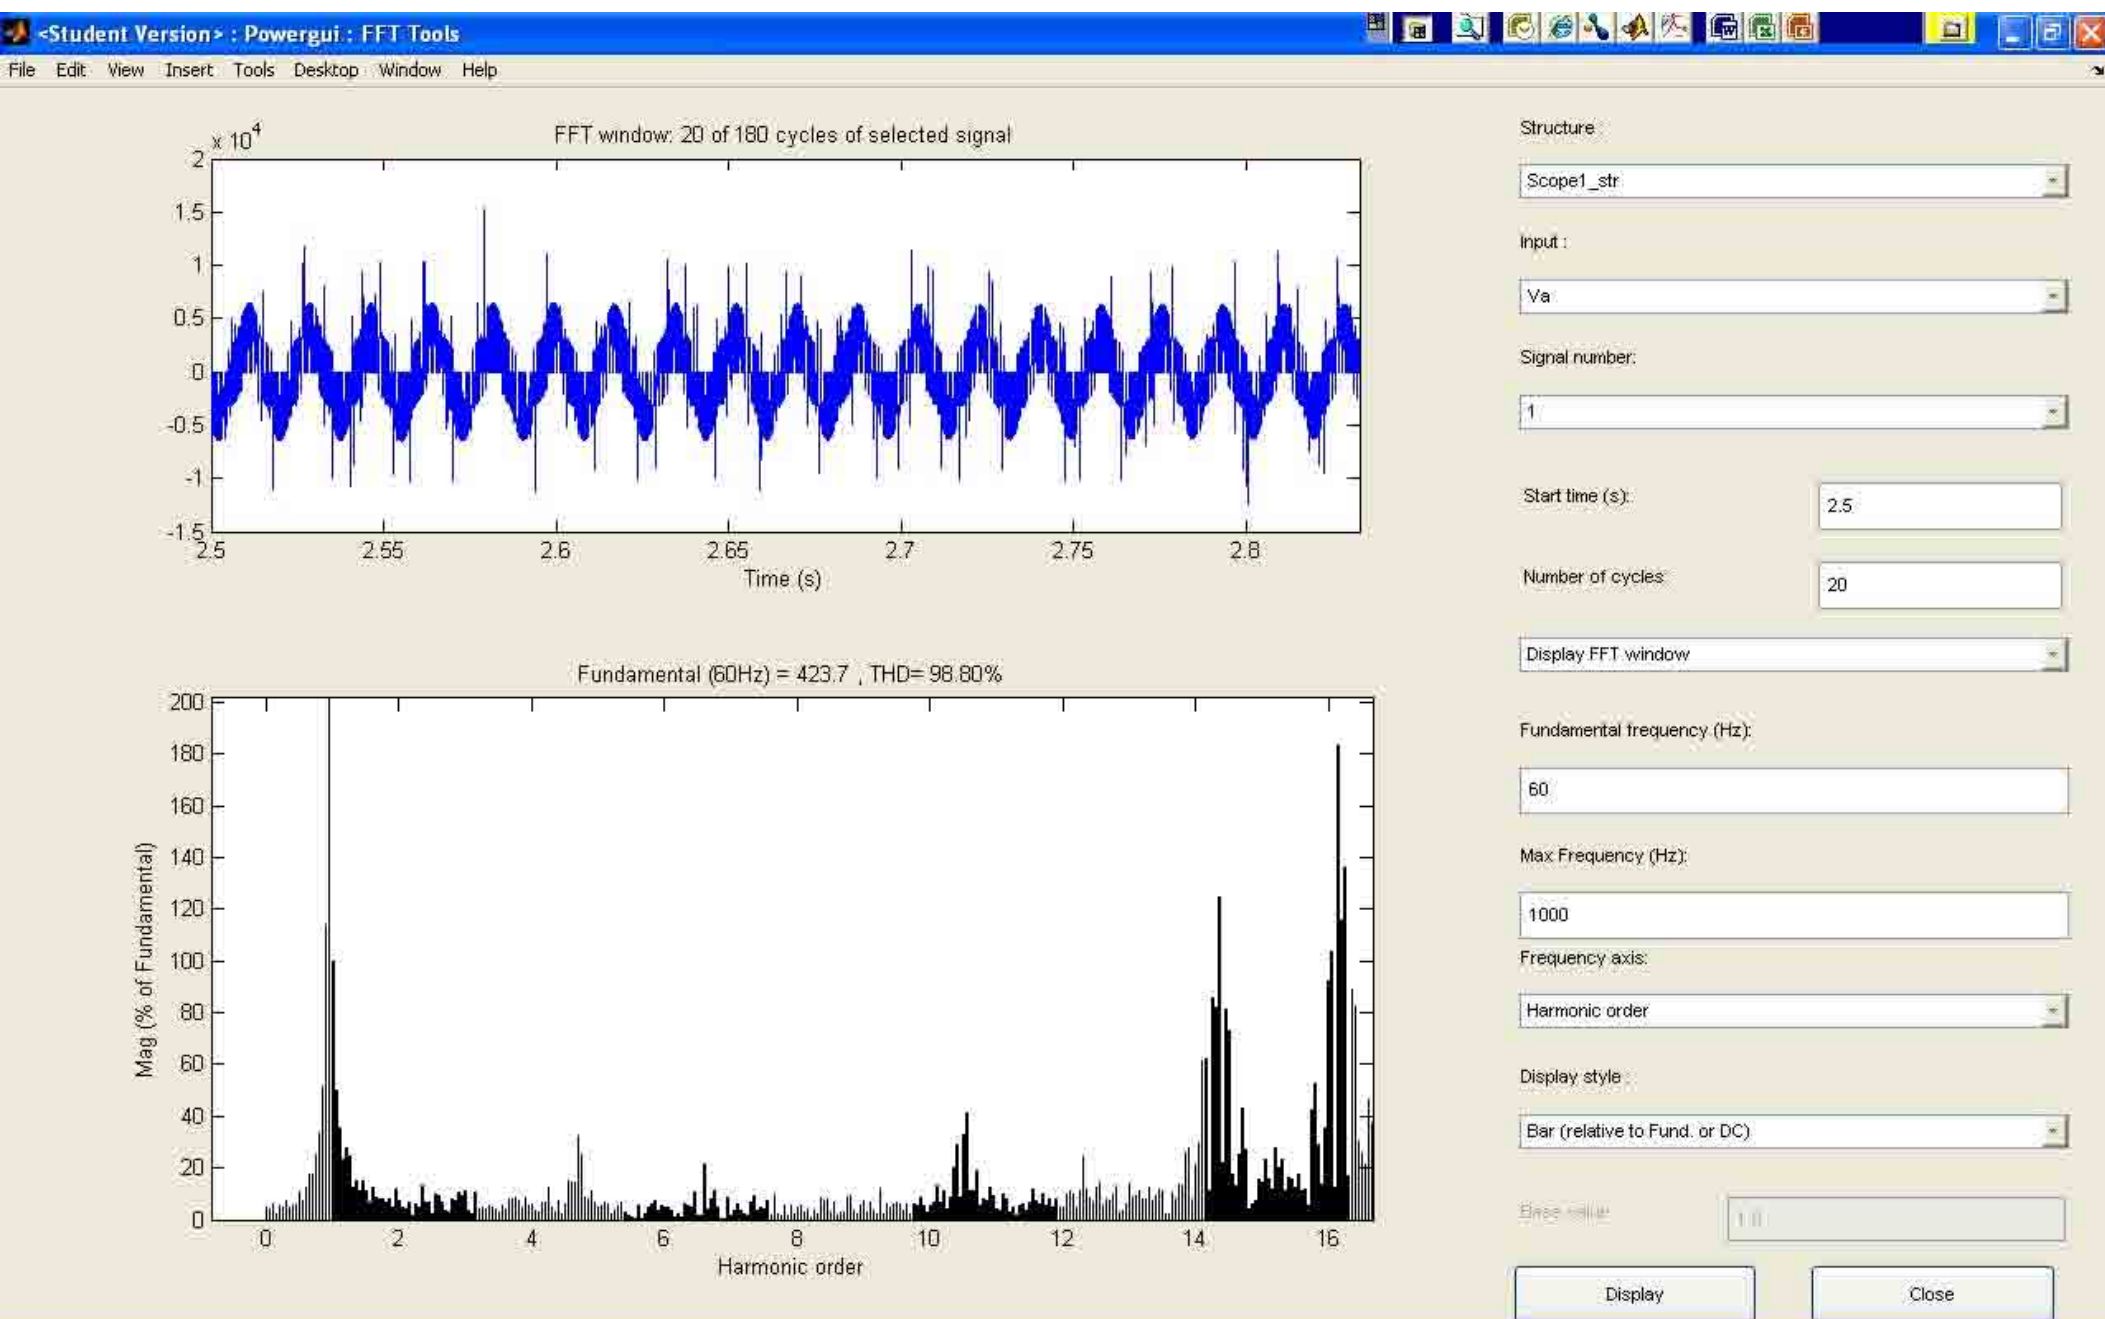 <Student Version> : Powergui : FFT Tools
File Edit View Insert Tools Desktop Window Help
x 10^4
FFT window: 20 of 180 cycles of selected signal
2
1.5
1
0.5
0
-0.5
-1
-1.5
2.5 2.55 2.6 2.65 2.7 2.75 2.8
Time (s)
Fundamental (60Hz) = 423.7 , THD= 98.80%
200
180
160
140
120
100
80
60
40
20
0
Mag (% of Fundamental)
0 2 4 6 8 10 12 14 16
Harmonic order
Structure :
Scope1_str
Input :
Va
Signal number:
1
Start time (s):
2.5
Number of cycles:
20
Display FFT window
Fundamental frequency (Hz):
60
Max Frequency (Hz):
1000
Frequency axis:
Harmonic order
Display style :
Bar (relative to Fund. or DC)
Base value:
1.0
Display
Close